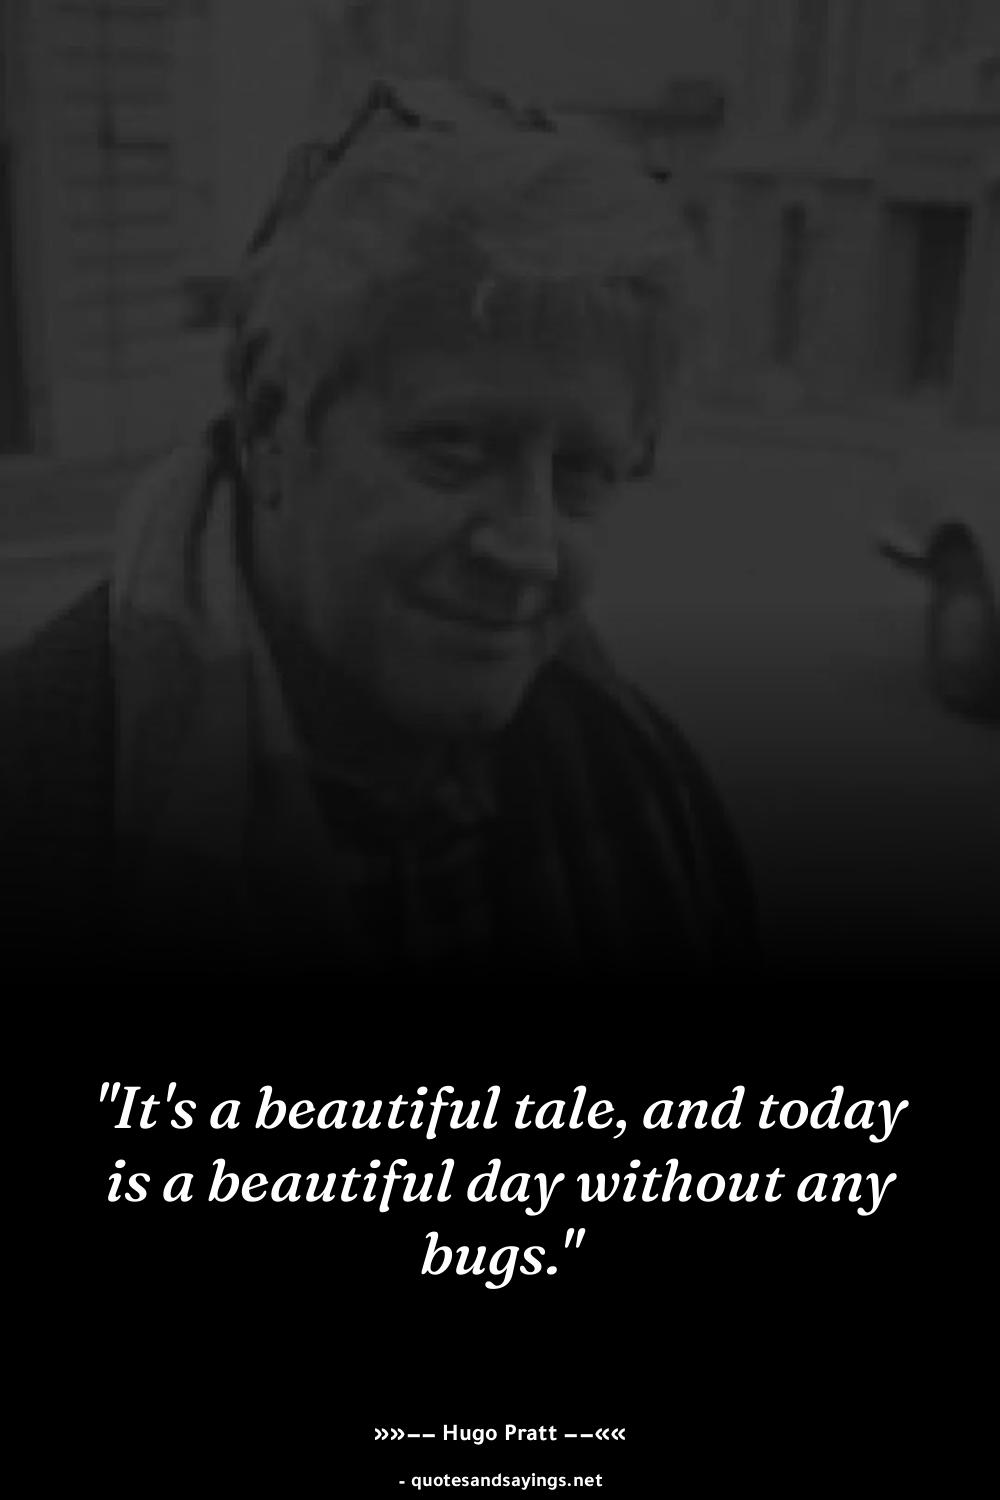 "It's a beautiful tale, and today
is a beautiful day without any
bugs."
»»−− Hugo Pratt −−««
- quotesandsayings.net